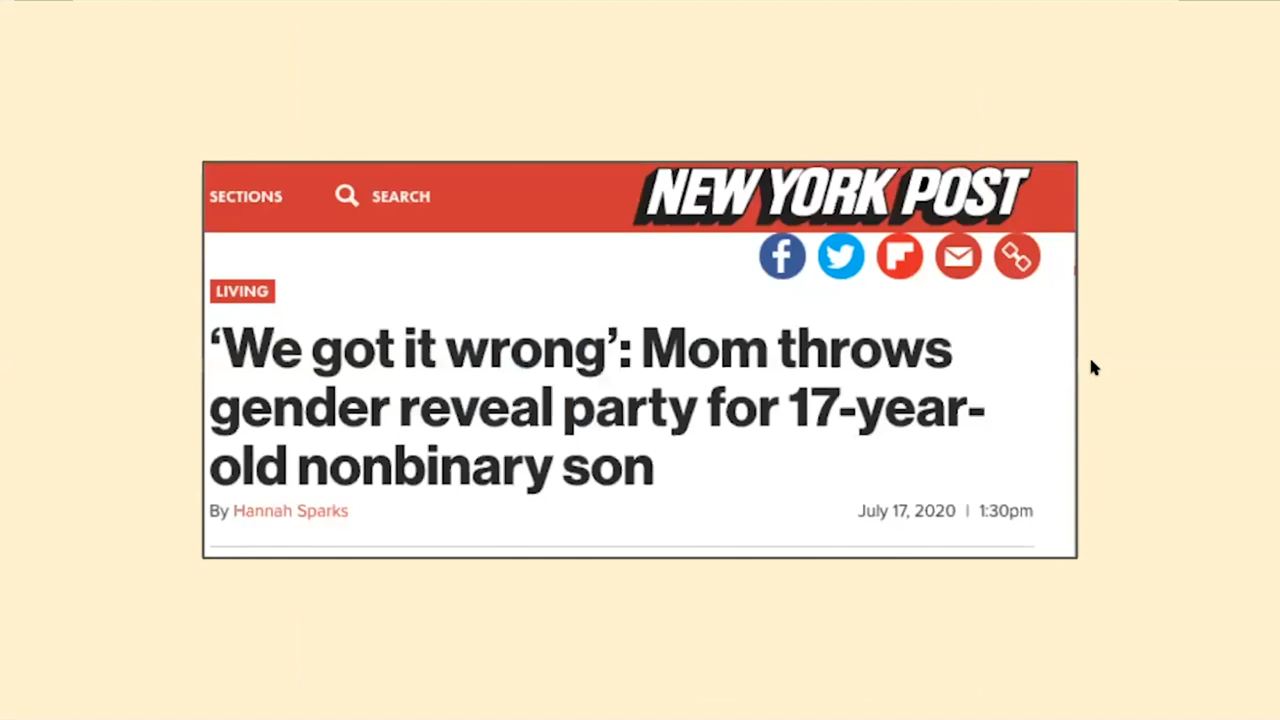 SECTIONS SEARCH NEW YORK POST
LIVING
‘We got it wrong’: Mom throws
gender reveal party for 17-year-
old nonbinary son
By Hannah Sparks July 17, 2020 | 1:30pm